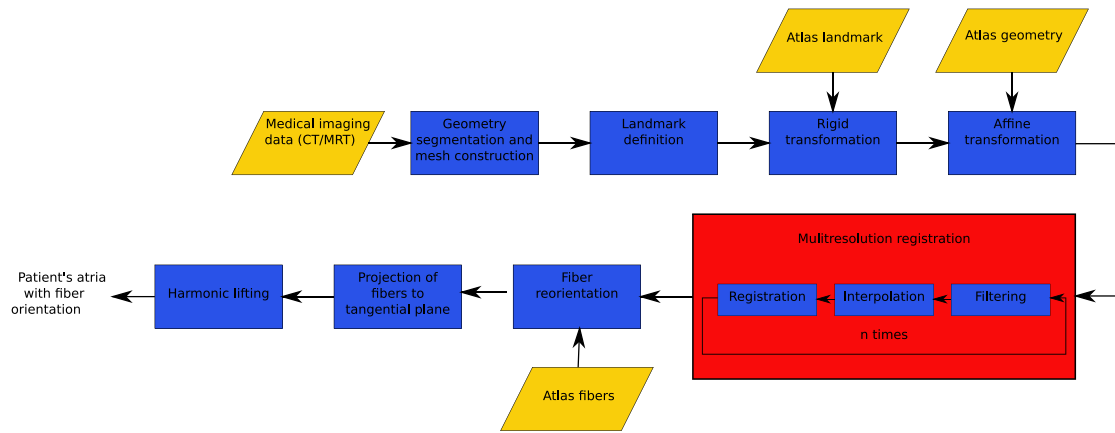 Atlas landmark
Atlas geometry
Medical imaging
data (CT/MRT)
Geometry
segmentation and
mesh construction
Landmark
definition
Rigid
transformation
Affine
transformation
Mulitresolution registration
Registration
Interpolation
Filtering
n times
Fiber
reorientation
Projection of
fibers to
tangential plane
Harmonic lifting
Patient's atria
with fiber
orientation
Atlas fibers